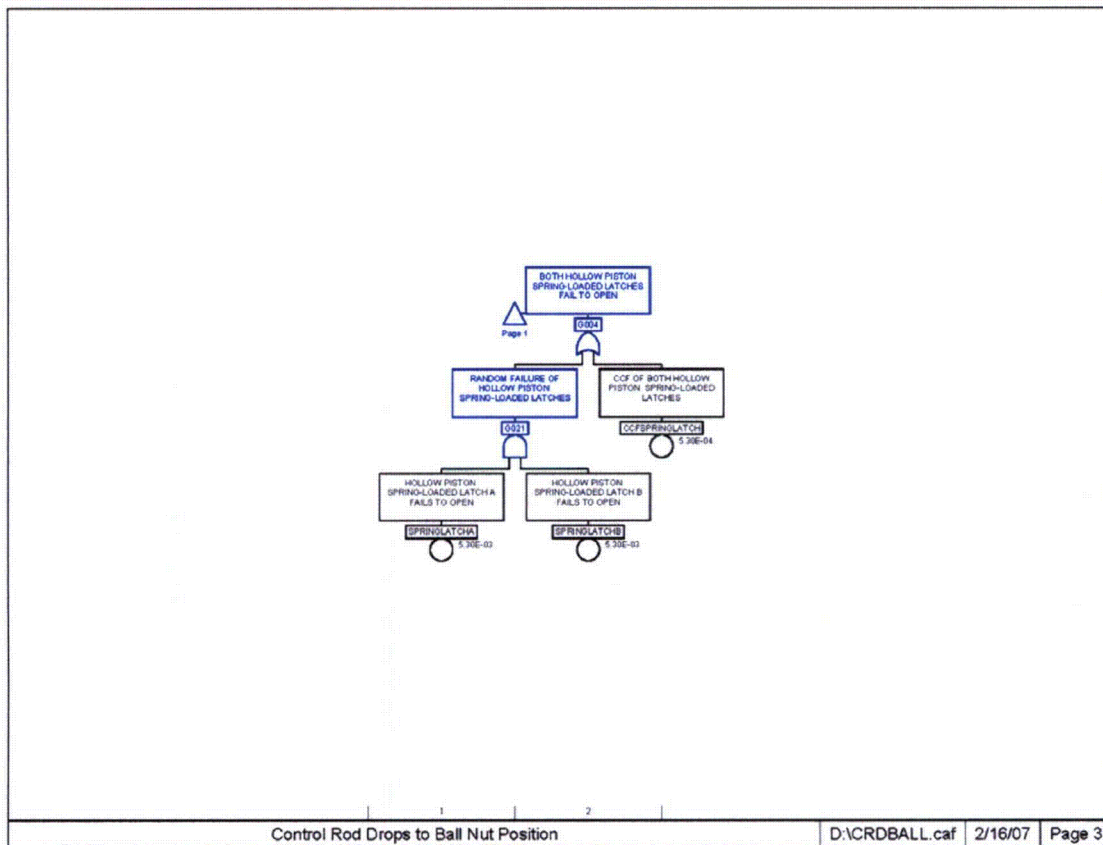 BOTH HOLLOW PISTON
SPRING-LOADED LATCHES
FAIL TO OPEN
Page 1
G004
RANDOM FAILURE OF
HOLLOW PISTON
SPRING-LOADED LATCHES
CCF OF BOTH HOLLOW
PISTON SPRING-LOADED
LATCHES
G021
CCFSPRINGLATCH
5.30E-04
HOLLOW PISTON
SPRING-LOADED LATCH A
FAILS TO OPEN
HOLLOW PISTON
SPRING-LOADED LATCH B
FAILS TO OPEN
SPRINGLATCHA
5.30E-03
SPRINGLATCHB
5.30E-03
1
2
Control Rod Drops to Ball Nut Position
D:\CRDBALL.caf
2/16/07
Page 3